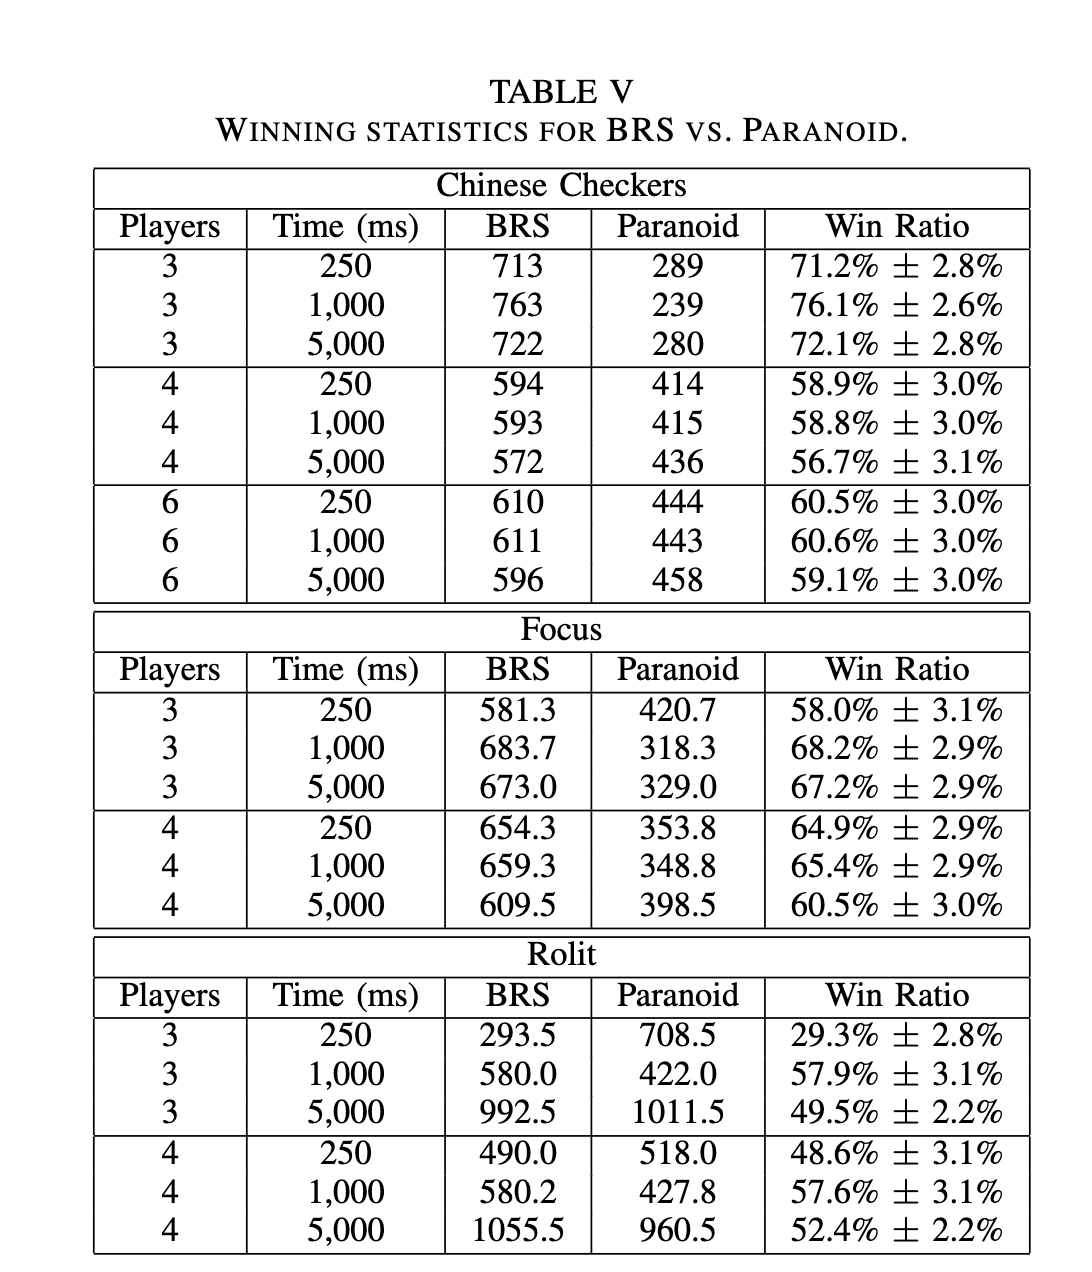 TABLE V
WINNING STATISTICS FOR BRS VS. PARANOID.
Chinese Checkers
Players Time (ms) BRS Paranoid Win Ratio
3 250 713 289 71.2% ± 2.8%
3 1,000 763 239 76.1% ± 2.6%
3 5,000 722 280 72.1% ± 2.8%
4 250 594 414 58.9% ± 3.0%
4 1,000 593 415 58.8% ± 3.0%
4 5,000 572 436 56.7% ± 3.1%
6 250 610 444 60.5% ± 3.0%
6 1,000 611 443 60.6% ± 3.0%
6 5,000 596 458 59.1% ± 3.0%
Focus
Players Time (ms) BRS Paranoid Win Ratio
3 250 581.3 420.7 58.0% ± 3.1%
3 1,000 683.7 318.3 68.2% ± 2.9%
3 5,000 673.0 329.0 67.2% ± 2.9%
4 250 654.3 353.8 64.9% ± 2.9%
4 1,000 659.3 348.8 65.4% ± 2.9%
4 5,000 609.5 398.5 60.5% ± 3.0%
Rolit
Players Time (ms) BRS Paranoid Win Ratio
3 250 293.5 708.5 29.3% ± 2.8%
3 1,000 580.0 422.0 57.9% ± 3.1%
3 5,000 992.5 1011.5 49.5% ± 2.2%
4 250 490.0 518.0 48.6% ± 3.1%
4 1,000 580.2 427.8 57.6% ± 3.1%
4 5,000 1055.5 960.5 52.4% ± 2.2%